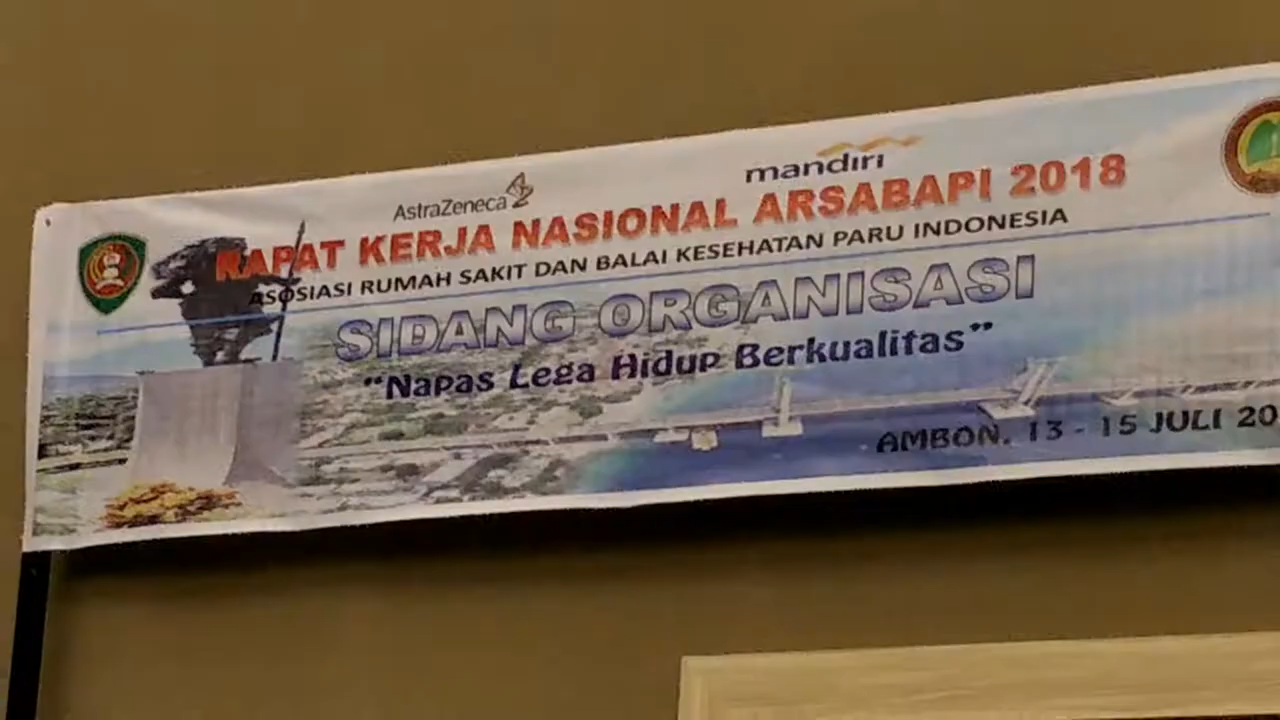 AstraZeneca
mandiri
RAPAT KERJA NASIONAL ARSABAPI 2018
ASOSIASI RUMAH SAKIT DAN BALAI KESEHATAN PARU INDONESIA
SIDANG ORGANISASI
"Napas Lega Hidup Berkualitas"
AMBON, 13 - 15 JULI 20